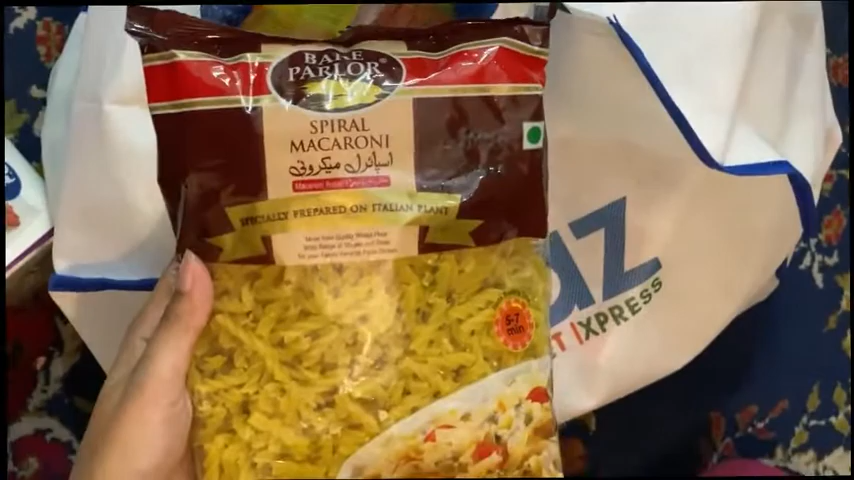 BAKE
PARLOR
SPIRAL
MACARONI
اسپائرل میکرونی
SPECIALLY PREPARED ON ITALIAN PLANT
5-7
min
AZ
XPRESS